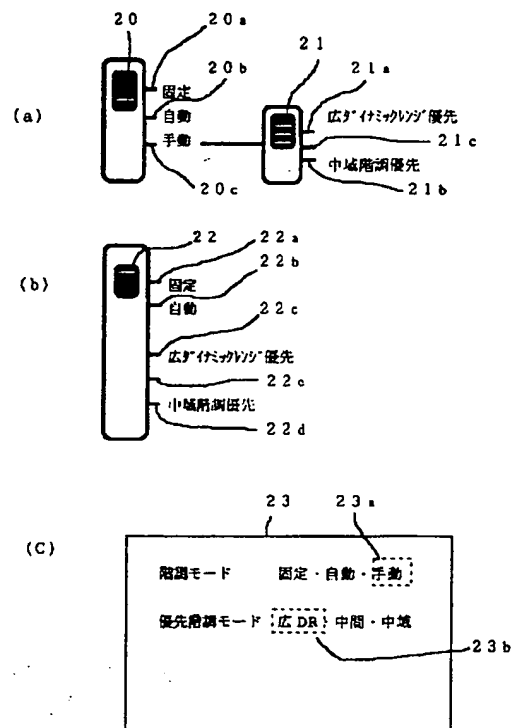 20 20a
20b 21 21a
(a) 固定 広ダイナミックレンジ優先
自動 21c
手動 中域階調優先
20c 21b
22 22a
22b
(b) 固定
自動 22c
広ダイナミックレンジ優先
22e
中域階調優先
22d
23 23a
(C)
階調モード 固定・自動・手動
優先階調モード 広DR・中間・中域
23b